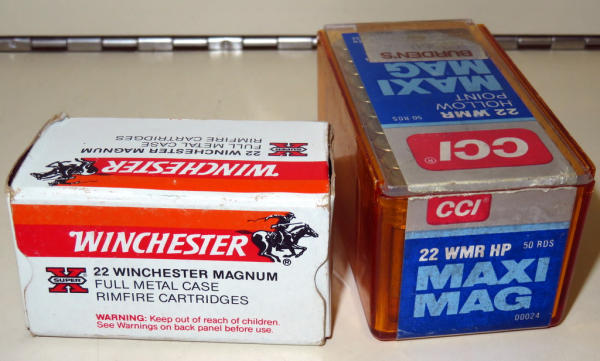 22 WINCHESTER MAGNUM
FULL METAL CASE
RIMFIRE CARTRIDGES
SUPER X
WINCHESTER
WINCHESTER
®
SUPER X
22 WINCHESTER MAGNUM
FULL METAL CASE
RIMFIRE CARTRIDGES
WARNING: Keep out of reach of children.
See Warnings on back panel before use.
BURDEN'S
MAXI
MAG
HOLLOW
POINT
22 WMR
50 RDS
CCI®
CCI
22 WMR HP 50 RDS
MAXI
MAG
00024